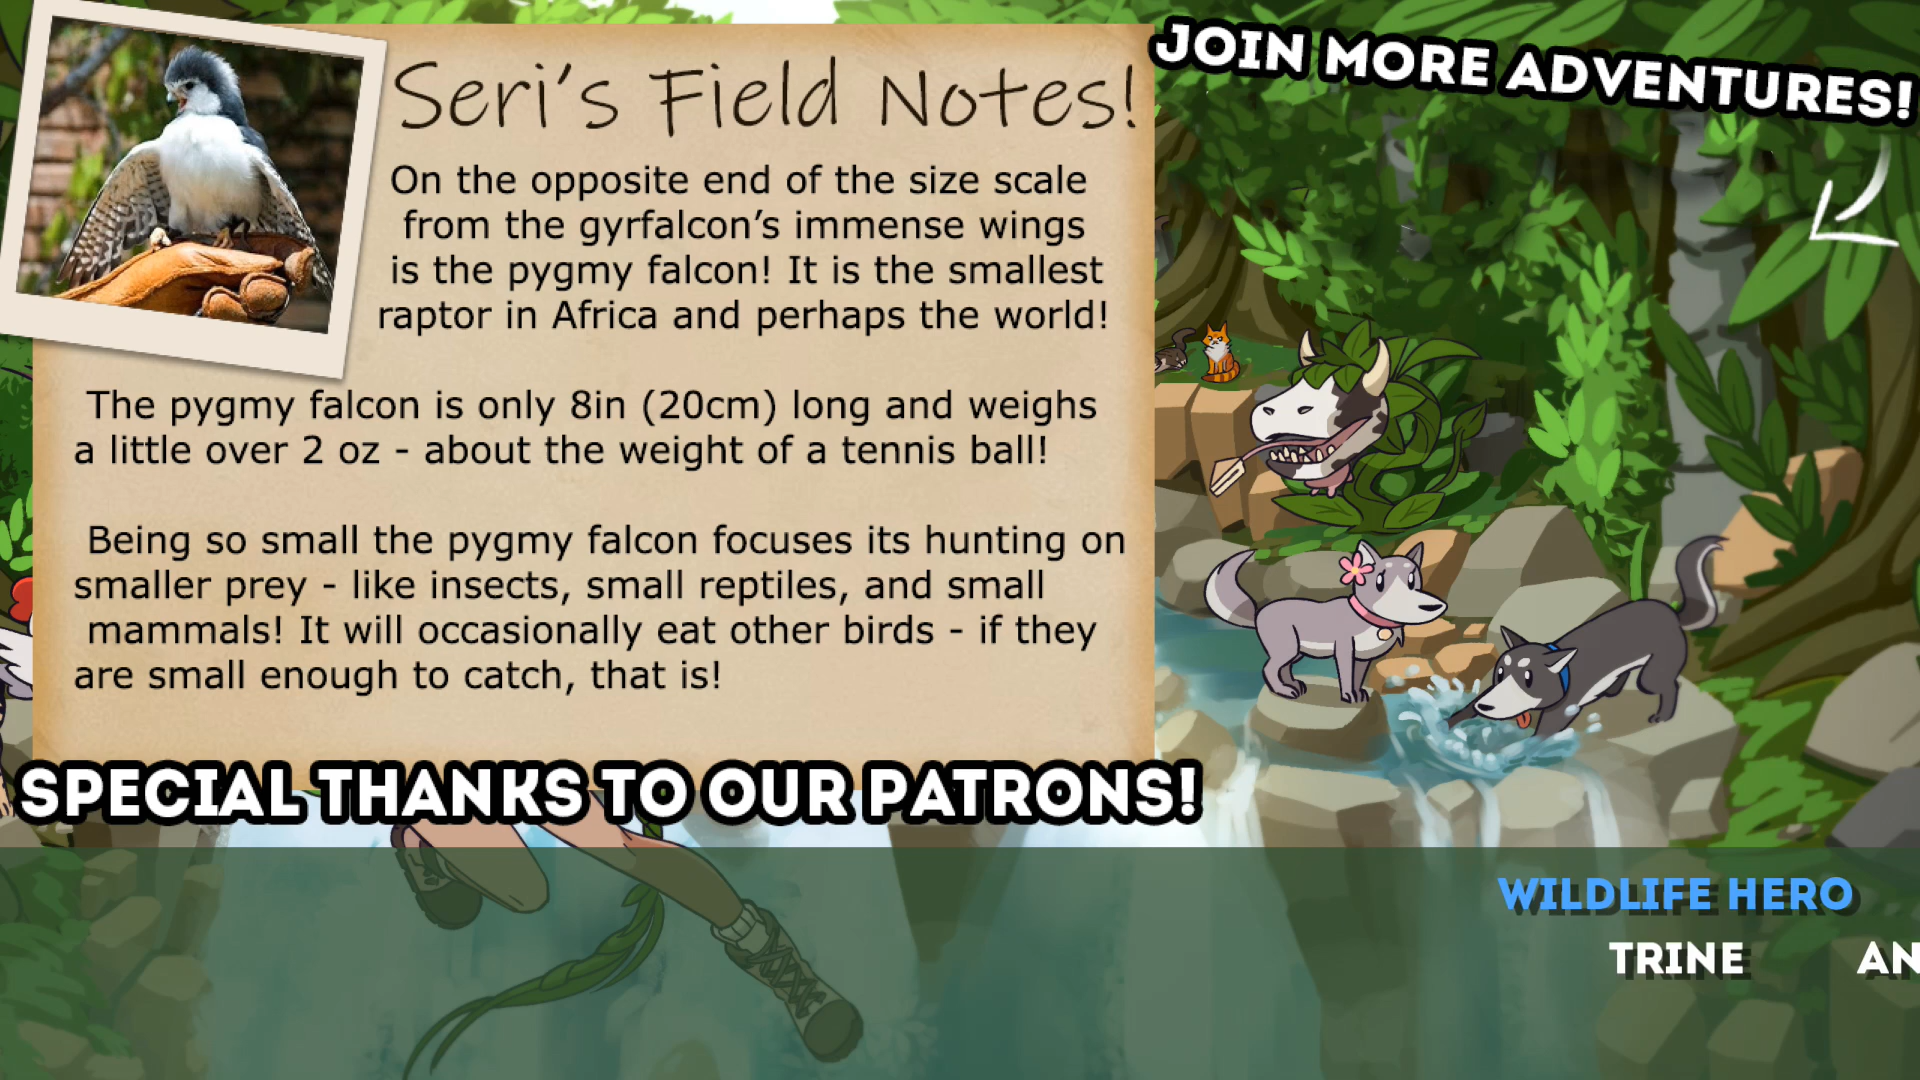 Seri's Field Notes!
JOIN MORE ADVENTURES!
On the opposite end of the size scale
from the gyrfalcon's immense wings
is the pygmy falcon! It is the smallest
raptor in Africa and perhaps the world!
The pygmy falcon is only 8in (20cm) long and weighs
a little over 2 oz - about the weight of a tennis ball!
Being so small the pygmy falcon focuses its hunting on
smaller prey - like insects, small reptiles, and small
mammals! It will occasionally eat other birds - if they
are small enough to catch, that is!
SPECIAL THANKS TO OUR PATRONS!
WILDLIFE HERO
TRINE